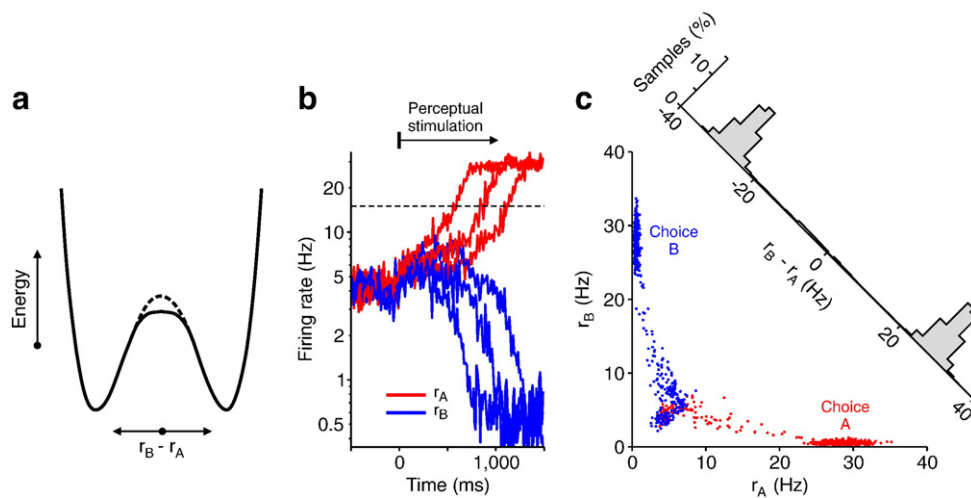 a
Energy
r_B - r_A
b
Perceptual
stimulation
Firing rate (Hz)
20
10
5
2
1
0.5
r_A
r_B
0
1,000
Time (ms)
c
Samples (%)
0
10
-40
-20
0
20
40
r_B - r_A (Hz)
r_B (Hz)
40
30
20
10
0
Choice
B
Choice
A
0
10
20
30
40
r_A (Hz)